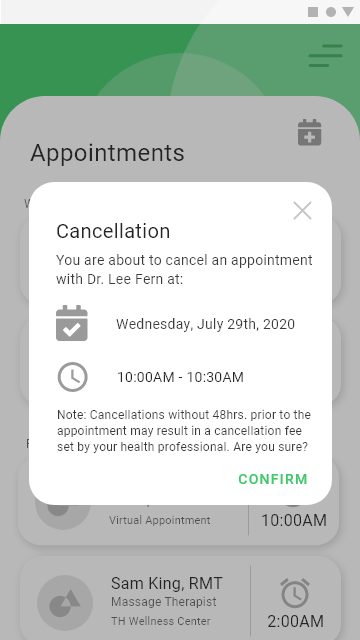 Appointments
Cancellation
You are about to cancel an appointment
with Dr. Lee Fern at:
Wednesday, July 29th, 2020
10:00AM - 10:30AM
Note: Cancellations without 48hrs. prior to the
appointment may result in a cancellation fee
set by your health professional. Are you sure?
CONFIRM
Virtual Appointment
10:00AM
Sam King, RMT
Massage Therapist
TH Wellness Center
2:00AM